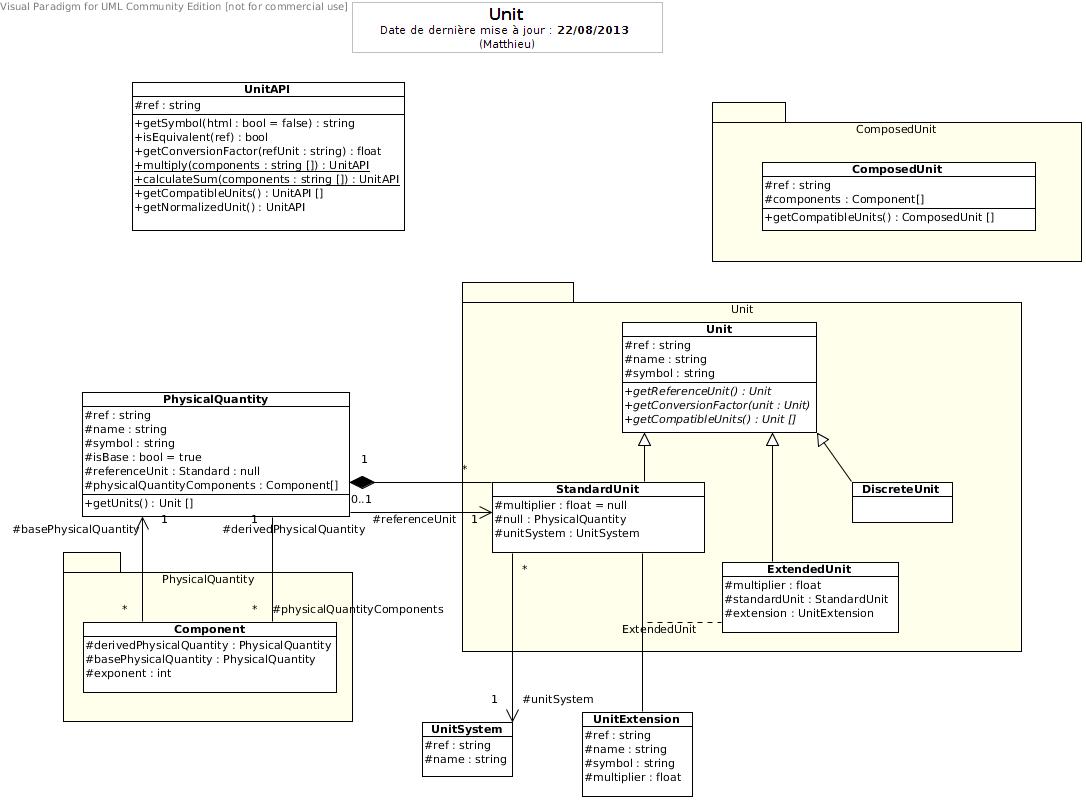 Visual Paradigm for UML Community Edition [not for commercial use]
Unit
Date de dernière mise à jour : 22/08/2013
(Matthieu)
UnitAPI
#ref : string
+getSymbol(html : bool = false) : string
+isEquivalent(ref) : bool
+getConversionFactor(refUnit : string) : float
+multiply(components : string []) : UnitAPI
+calculateSum(components : string []) : UnitAPI
+getCompatibleUnits() : UnitAPI []
+getNormalizedUnit() : UnitAPI
ComposedUnit
ComposedUnit
#ref : string
#components : Component[]
+getCompatibleUnits() : ComposedUnit []
Unit
Unit
#ref : string
#name : string
#symbol : string
+getReferenceUnit() : Unit
+getConversionFactor(unit : Unit)
+getCompatibleUnits() : Unit []
PhysicalQuantity
#ref : string
#name : string
#symbol : string
#isBase : bool = true
#referenceUnit : Standard : null
#physicalQuantityComponents : Component[]
+getUnits() : Unit []
1
*
0..1
#referenceUnit
1
StandardUnit
#multiplier : float = null
#null : PhysicalQuantity
#unitSystem : UnitSystem
DiscreteUnit
ExtendedUnit
#multiplier : float
#standardUnit : StandardUnit
#extension : UnitExtension
ExtendedUnit
#basePhysicalQuantity
1
1
#derivedPhysicalQuantity
PhysicalQuantity
*
*
#physicalQuantityComponents
Component
#derivedPhysicalQuantity : PhysicalQuantity
#basePhysicalQuantity : PhysicalQuantity
#exponent : int
*
1
#unitSystem
UnitSystem
#ref : string
#name : string
UnitExtension
#ref : string
#name : string
#symbol : string
#multiplier : float